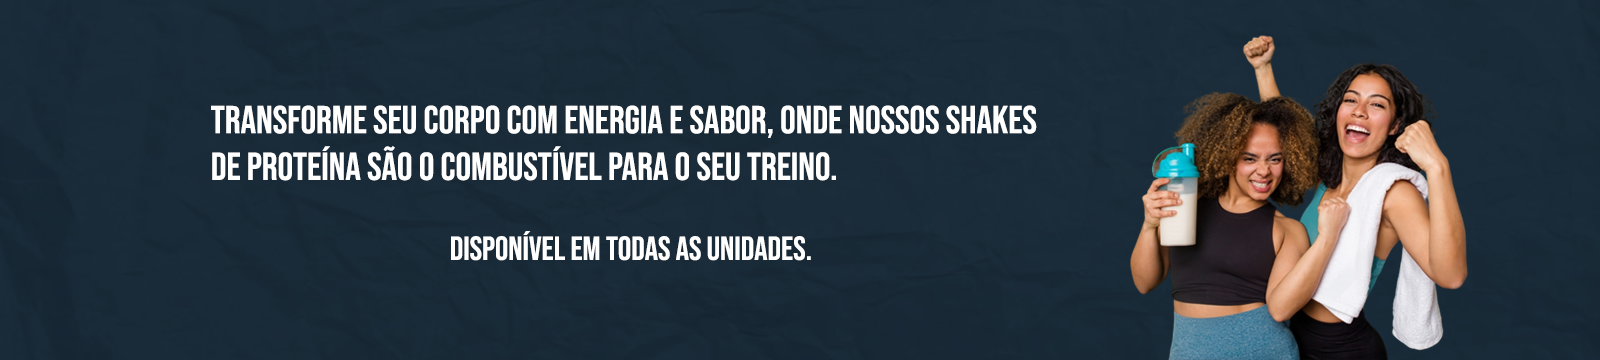 TRANSFORME SEU CORPO COM ENERGIA E SABOR, ONDE NOSSOS SHAKES
DE PROTEÍNA SÃO O COMBUSTÍVEL PARA O SEU TREINO.
DISPONÍVEL EM TODAS AS UNIDADES.